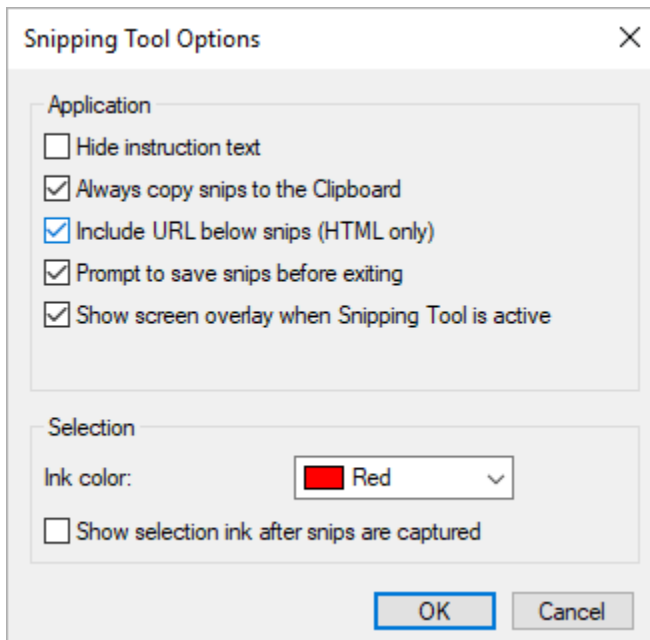 Snipping Tool Options
Application
Hide instruction text
Always copy snips to the Clipboard
Include URL below snips (HTML only)
Prompt to save snips before exiting
Show screen overlay when Snipping Tool is active
Selection
Ink color: Red
Show selection ink after snips are captured
OK Cancel